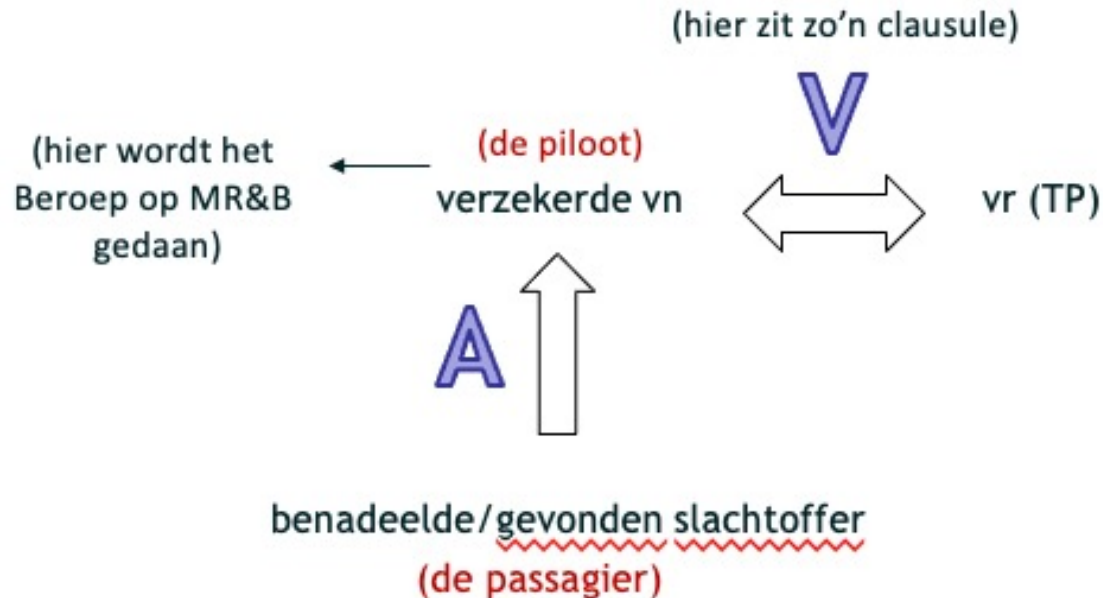 (hier zit zo'n clausule)
V
(hier wordt het
Beroep op MR&B
gedaan)
(de piloot)
verzekerde vn
vr (TP)
A
benadeelde/gevonden slachtoffer
(de passagier)